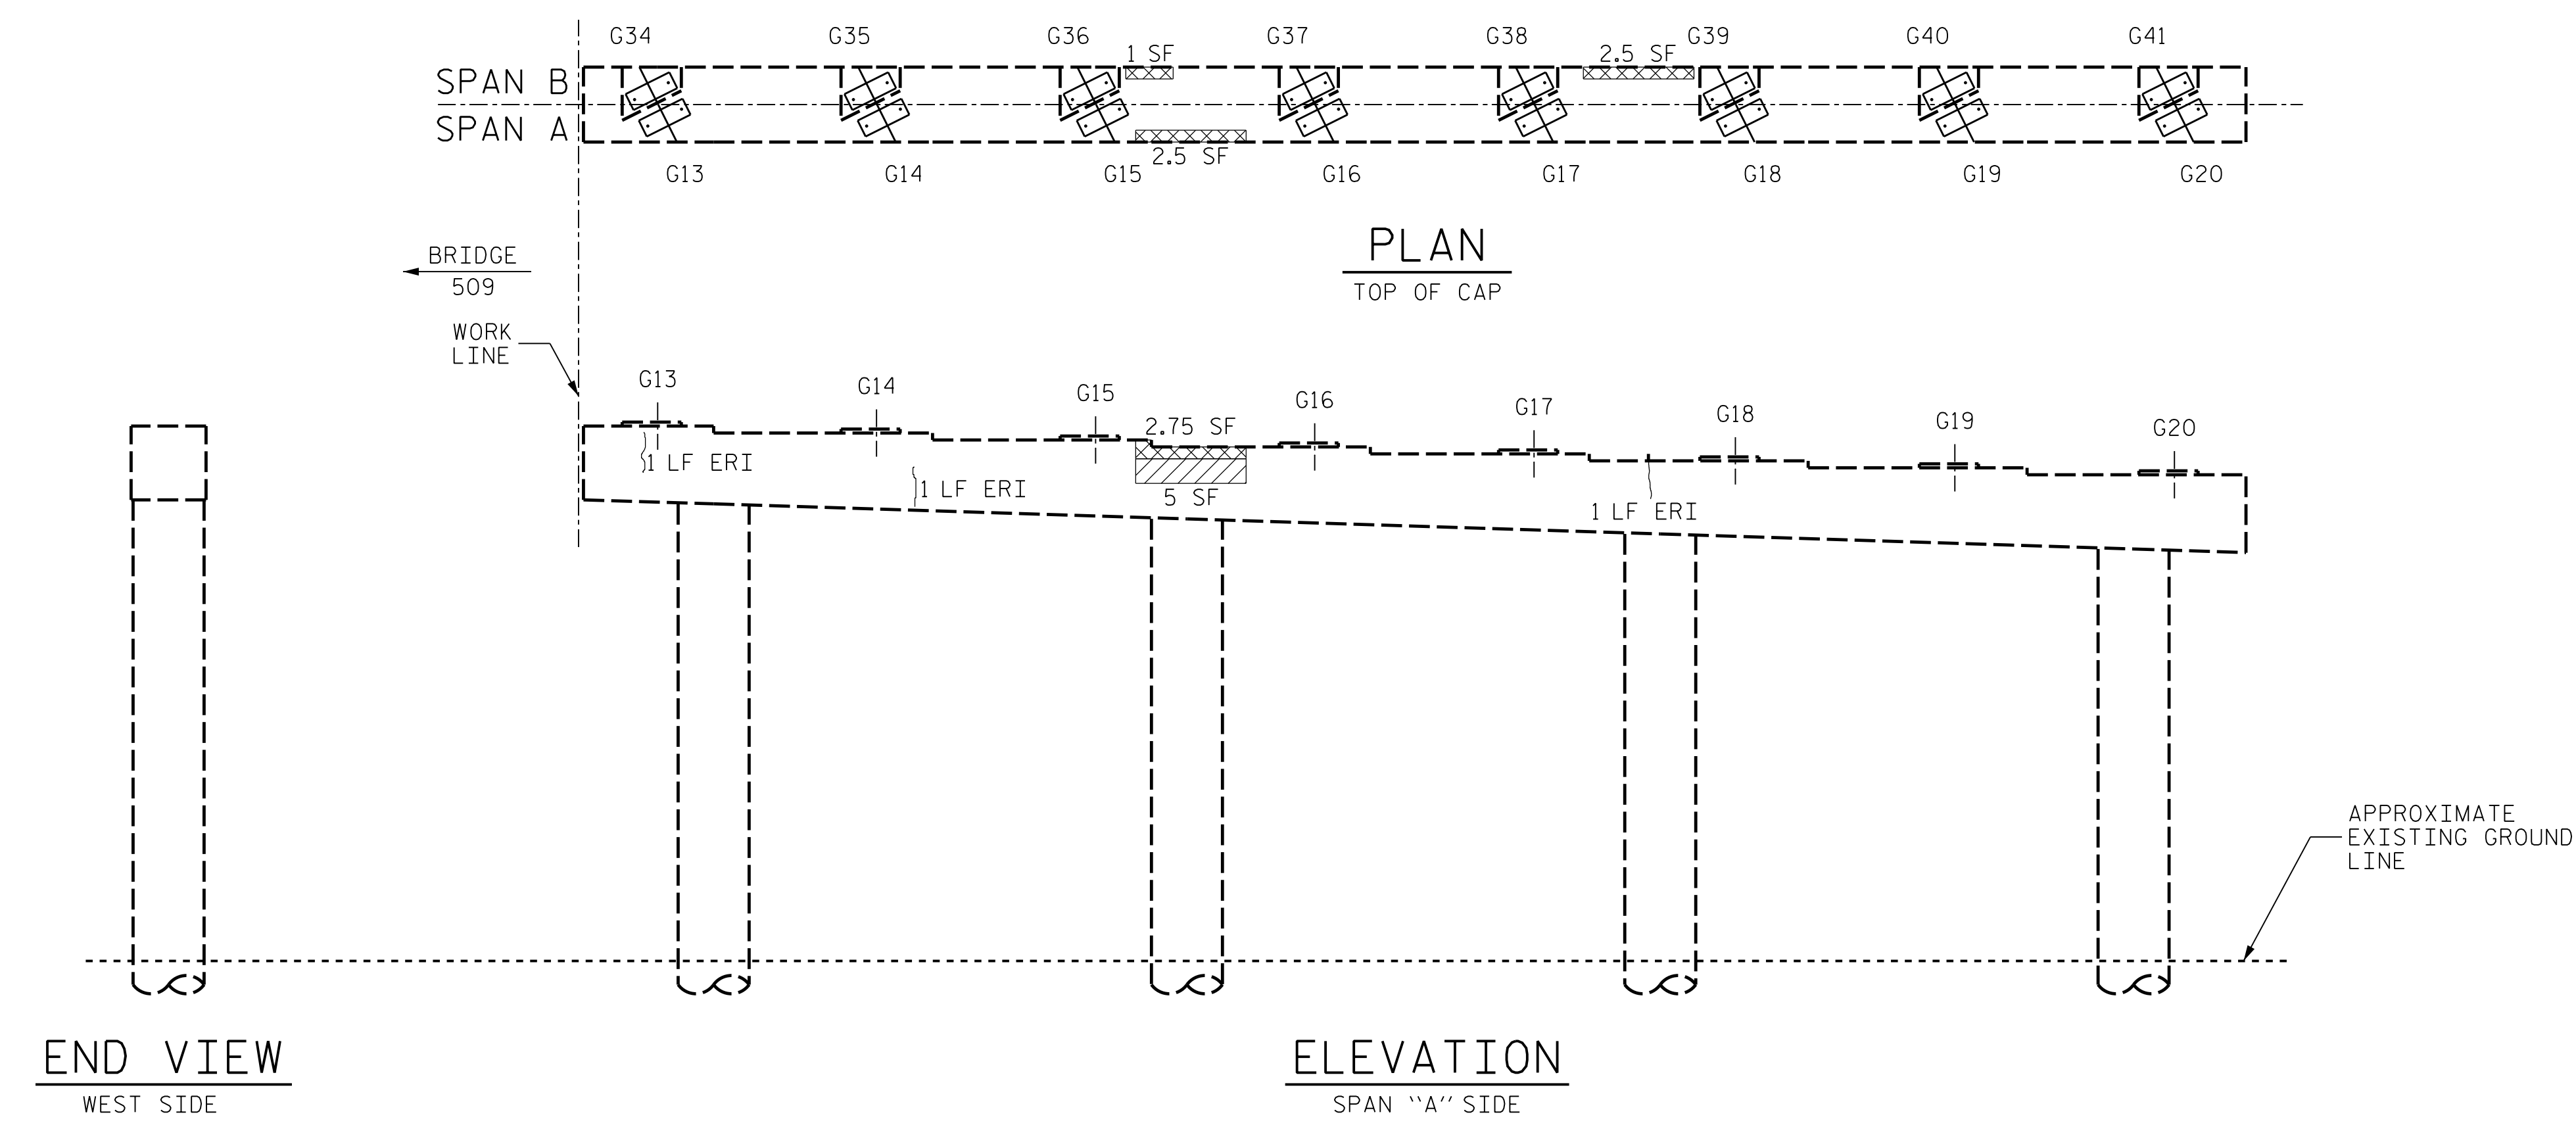 G34 G35 G36 G37 G38 G39 G40 G41
1 SF 2.5 SF
SPAN B
SPAN A
2.5 SF
G13 G14 G15 G16 G17 G18 G19 G20
PLAN
TOP OF CAP
BRIDGE
509
WORK
LINE
G13 G14 G15 G16 G17 G18 G19 G20
2.75 SF
1 LF ERI
1 LF ERI
5 SF
1 LF ERI
APPROXIMATE
EXISTING GROUND
LINE
END VIEW
WEST SIDE
ELEVATION
SPAN "A" SIDE